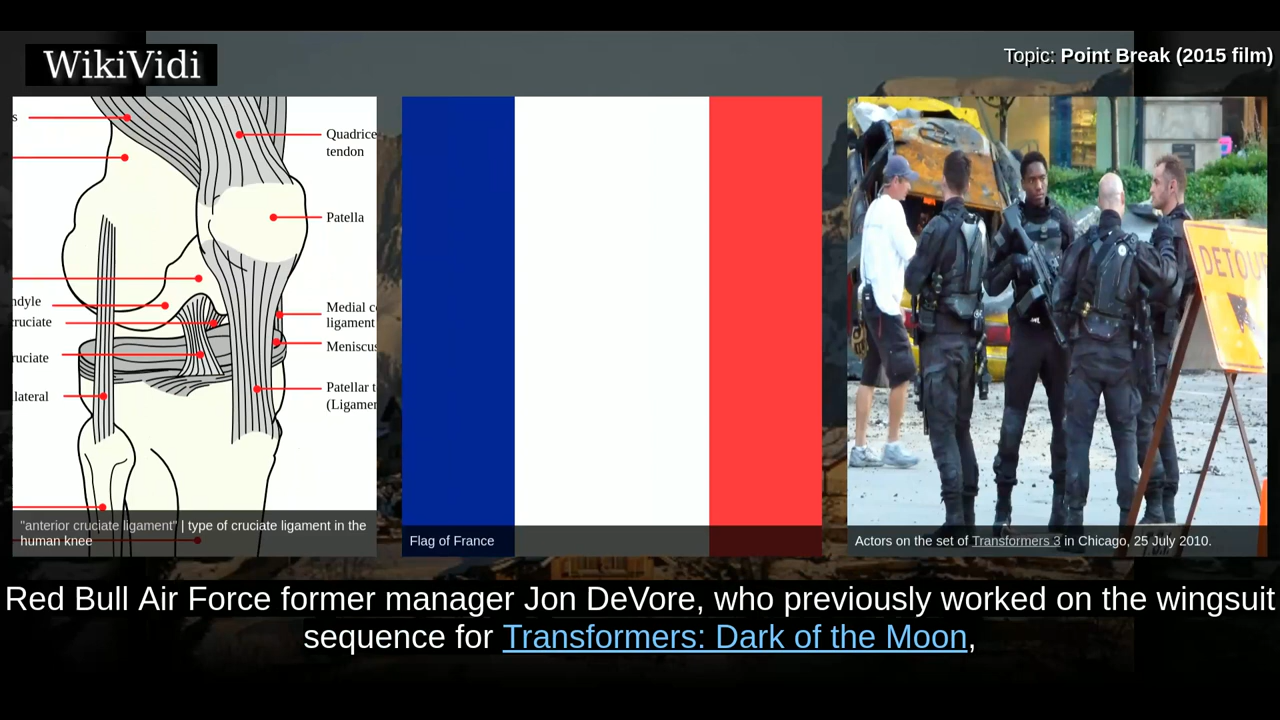 WikiVidi
Topic: Point Break (2015 film)
s
Quadrice
tendon
Patella
ndyle
cruciate
ruciate
lateral
Medial c
ligament
Meniscus
Patellar t
(Ligamen
"anterior cruciate ligament" | type of cruciate ligament in the
human knee
Flag of France
DETOU
Actors on the set of Transformers 3 in Chicago, 25 July 2010.
Red Bull Air Force former manager Jon DeVore, who previously worked on the wingsuit
sequence for Transformers: Dark of the Moon,